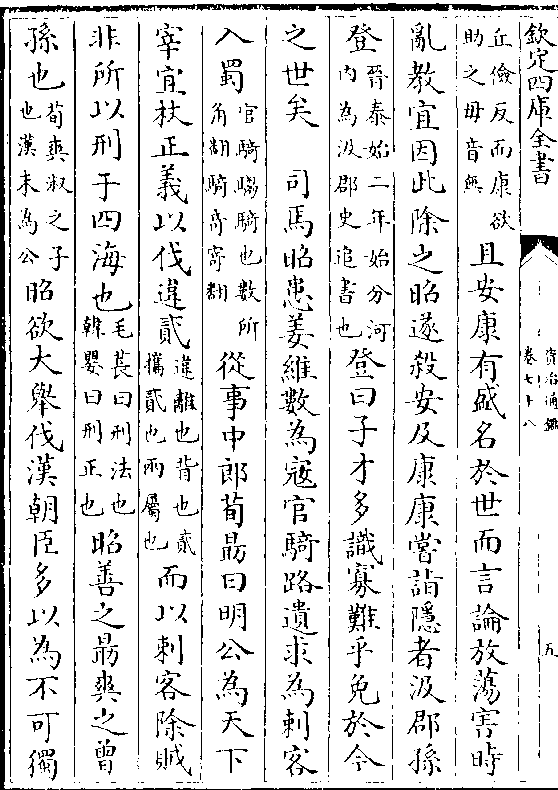 欽定四庫全書
資治通鑑
卷七十八
五
丘儉反而康欲
助之毋音無
且安康有盛名於世而言論放蕩害時
亂教宜因此除之昭遂殺安及康康嘗詣隱者汲郡孫
登
晉泰始二年始分河
内為汲郡史追書也
登曰子才多識寡難乎免於今
之世矣　司馬昭患姜維數為寇官騎路遺求為刺客
入蜀
官騎騶騎也數所
角翻騎奇寄翻
從事中郎荀勗曰明公為天下
宰宜杖正義以伐違貳
違離也背也貳
攜貳也兩屬也
而以刺客除賊
非所以刑于四海也
毛萇曰刑法也
韓嬰曰刑正也
昭善之勗爽之曾
孫也
荀爽淑之子
也漢末為公
昭欲大舉伐漢朝臣多以為不可獨